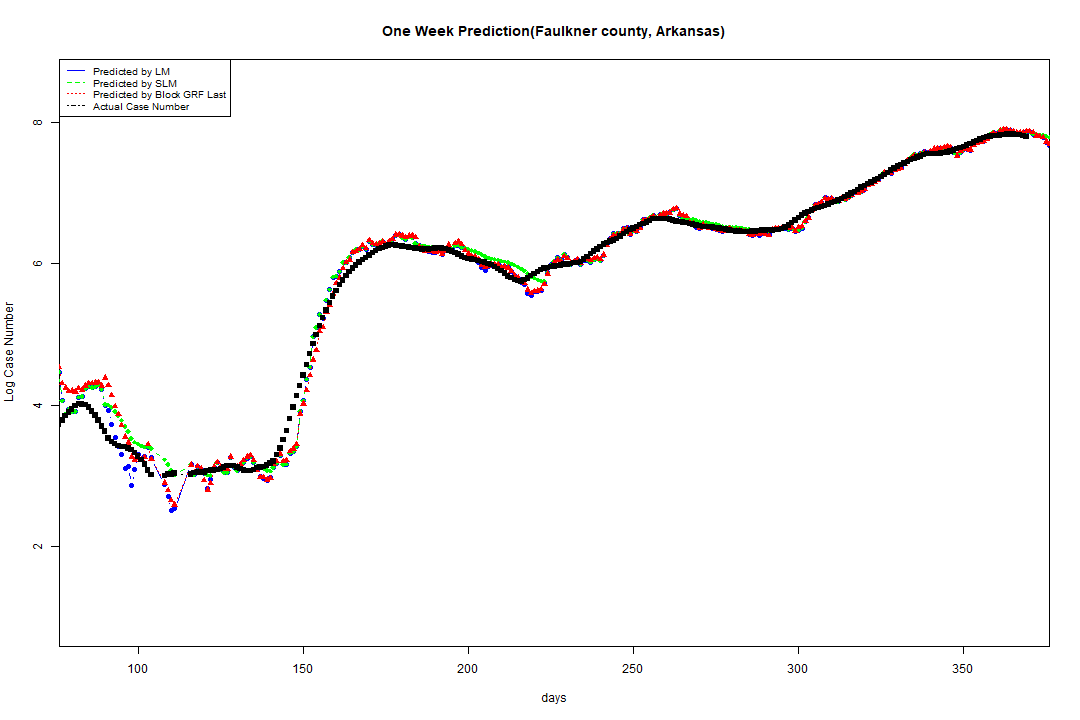 One Week Prediction(Faulkner county, Arkansas)
Predicted by LM
Predicted by SLM
Predicted by Block GRF Last
Actual Case Number
8
6
4
2
Log Case Number
100 150 200 250 300 350
days